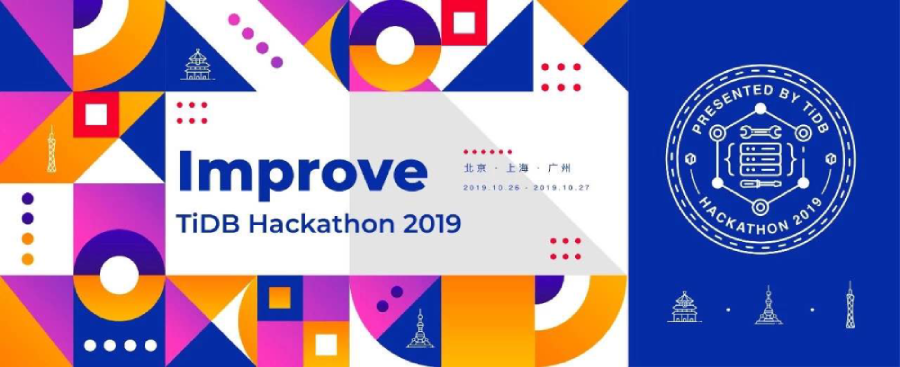 Improve
TiDB Hackathon 2019
北京 · 上海 · 广州
2019.10.26 - 2019.10.27
PRESENTED BY TiDB
HACKATHON 2019